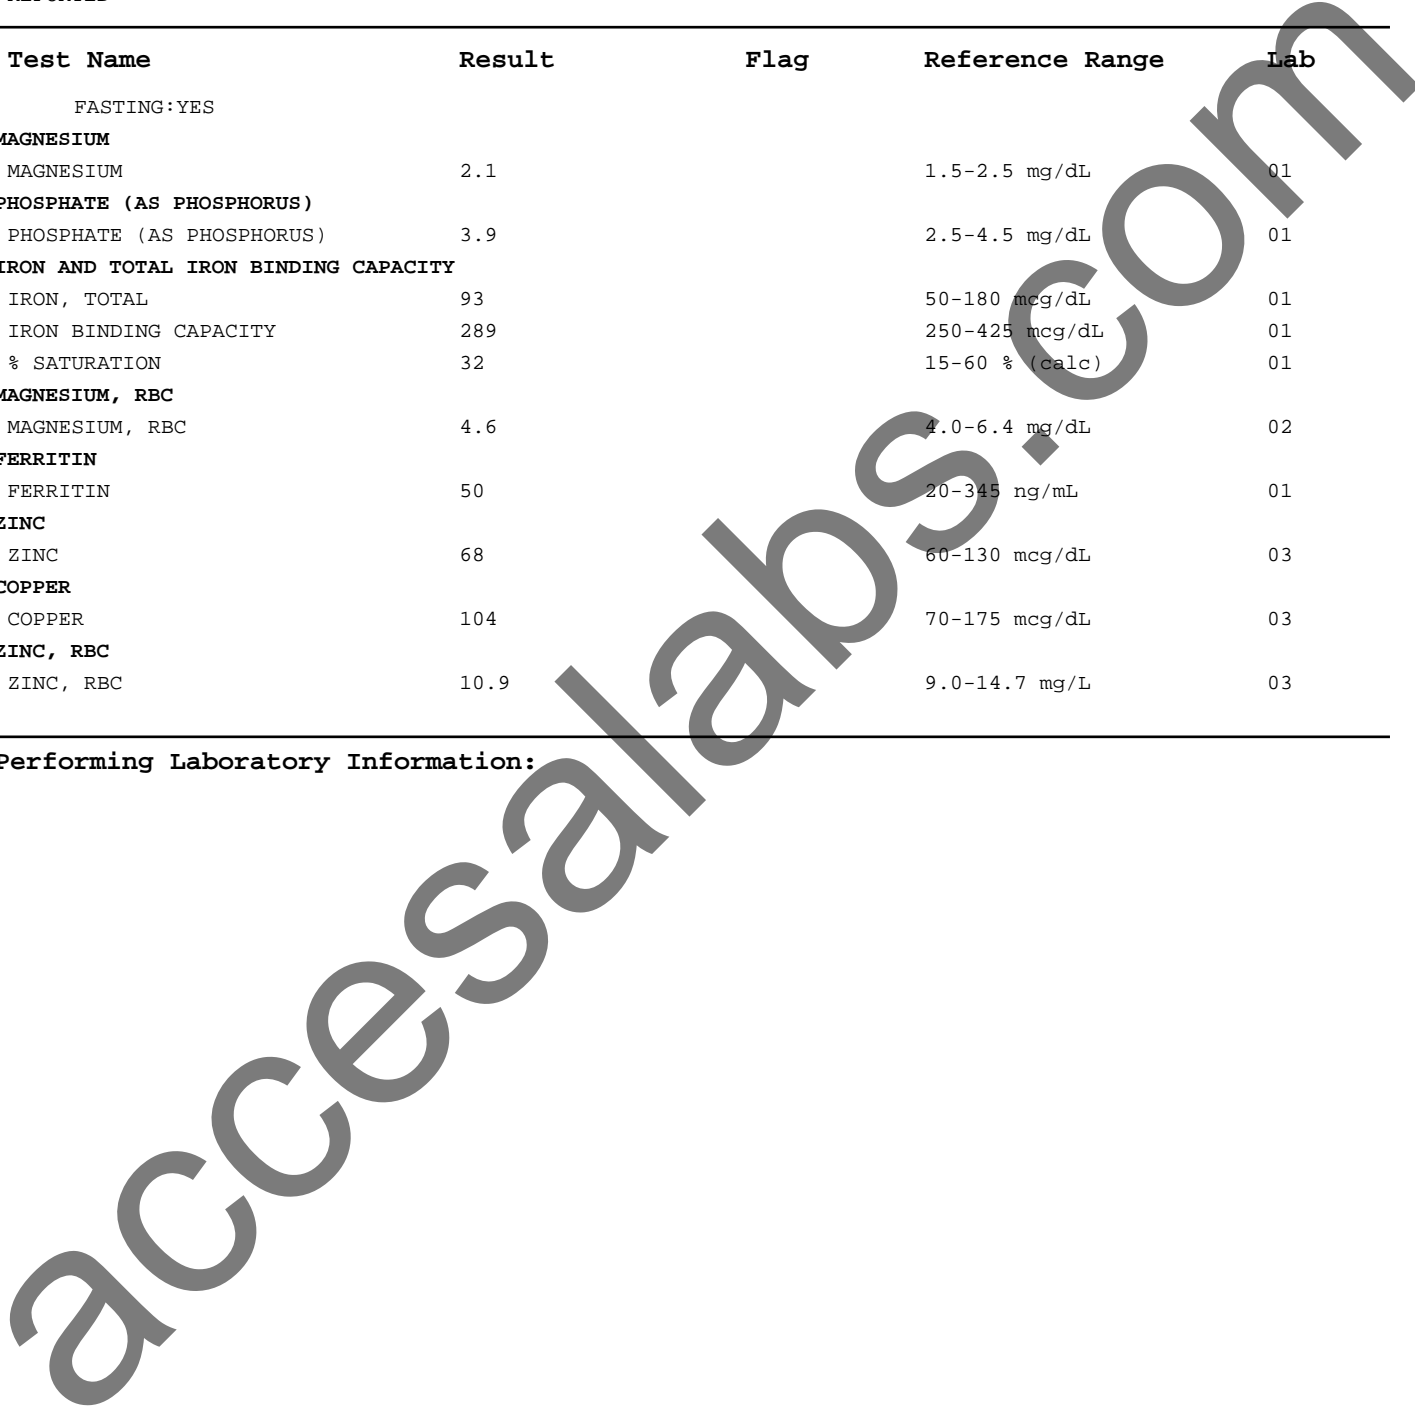 Test Name Result Flag Reference Range Lab
FASTING:YES
MAGNESIUM
MAGNESIUM 2.1 1.5-2.5 mg/dL 01
PHOSPHATE (AS PHOSPHORUS)
PHOSPHATE (AS PHOSPHORUS) 3.9 2.5-4.5 mg/dL 01
IRON AND TOTAL IRON BINDING CAPACITY
IRON, TOTAL 93 50-180 mcg/dL 01
IRON BINDING CAPACITY 289 250-425 mcg/dL 01
% SATURATION 32 15-60 % (calc) 01
MAGNESIUM, RBC
MAGNESIUM, RBC 4.6 4.0-6.4 mg/dL 02
FERRITIN
FERRITIN 50 20-345 ng/mL 01
ZINC
ZINC 68 60-130 mcg/dL 03
COPPER
COPPER 104 70-175 mcg/dL 03
ZINC, RBC
ZINC, RBC 10.9 9.0-14.7 mg/L 03
Performing Laboratory Information:
accesalabs.com